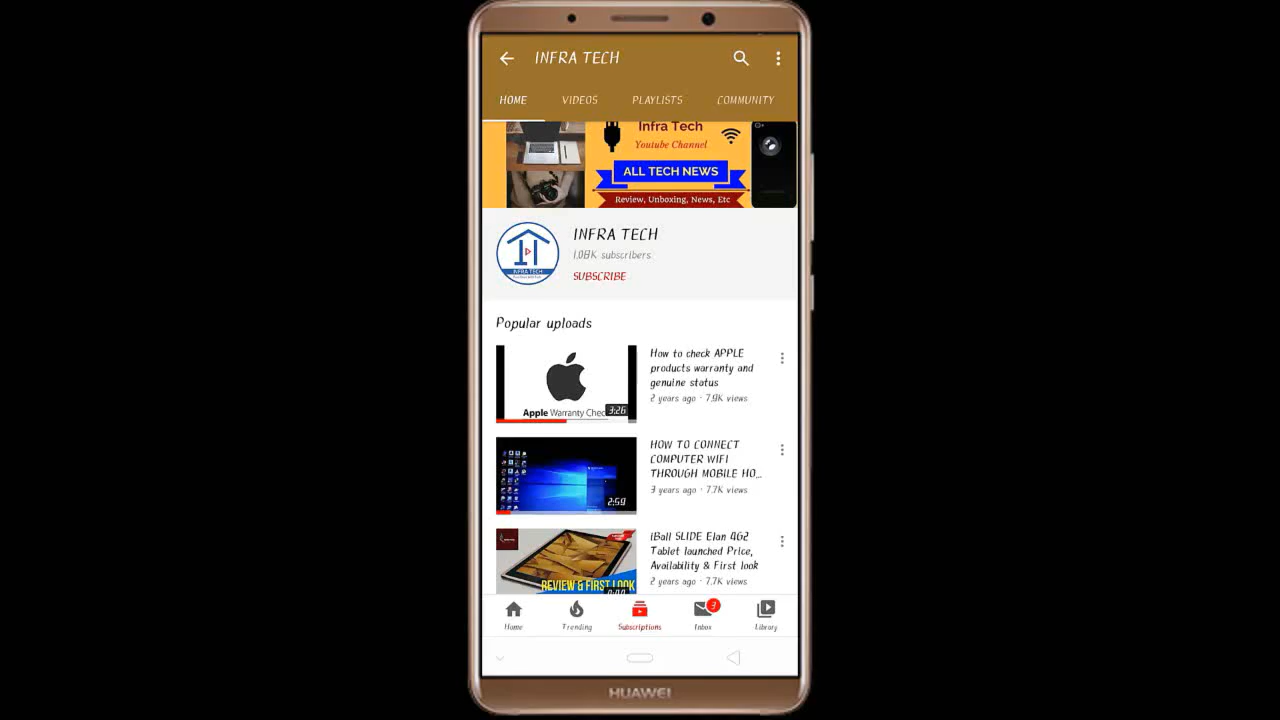 INFRA TECH
HOME VIDEOS PLAYLISTS COMMUNITY
Infra Tech
Youtube Channel
ALL TECH NEWS
Review, Unboxing, News, Etc
INFRA TECH
1.08K subscribers
INFRA TECH
SUBSCRIBE
Popular uploads
How to check APPLE
products warranty and
genuine status
2 years ago · 7.9K views
Apple Warranty Chec
3:26
HOW TO CONNECT
COMPUTER WIFI
THROUGH MOBILE HO...
3 years ago · 7.7K views
2:59
iBall SLIDE Elan 4G2
Tablet launched Price,
Availability & First look
2 years ago · 7.7K views
REVIEW & FIRST LOOK
Home Trending Subscriptions Inbox Library
HUAWEI